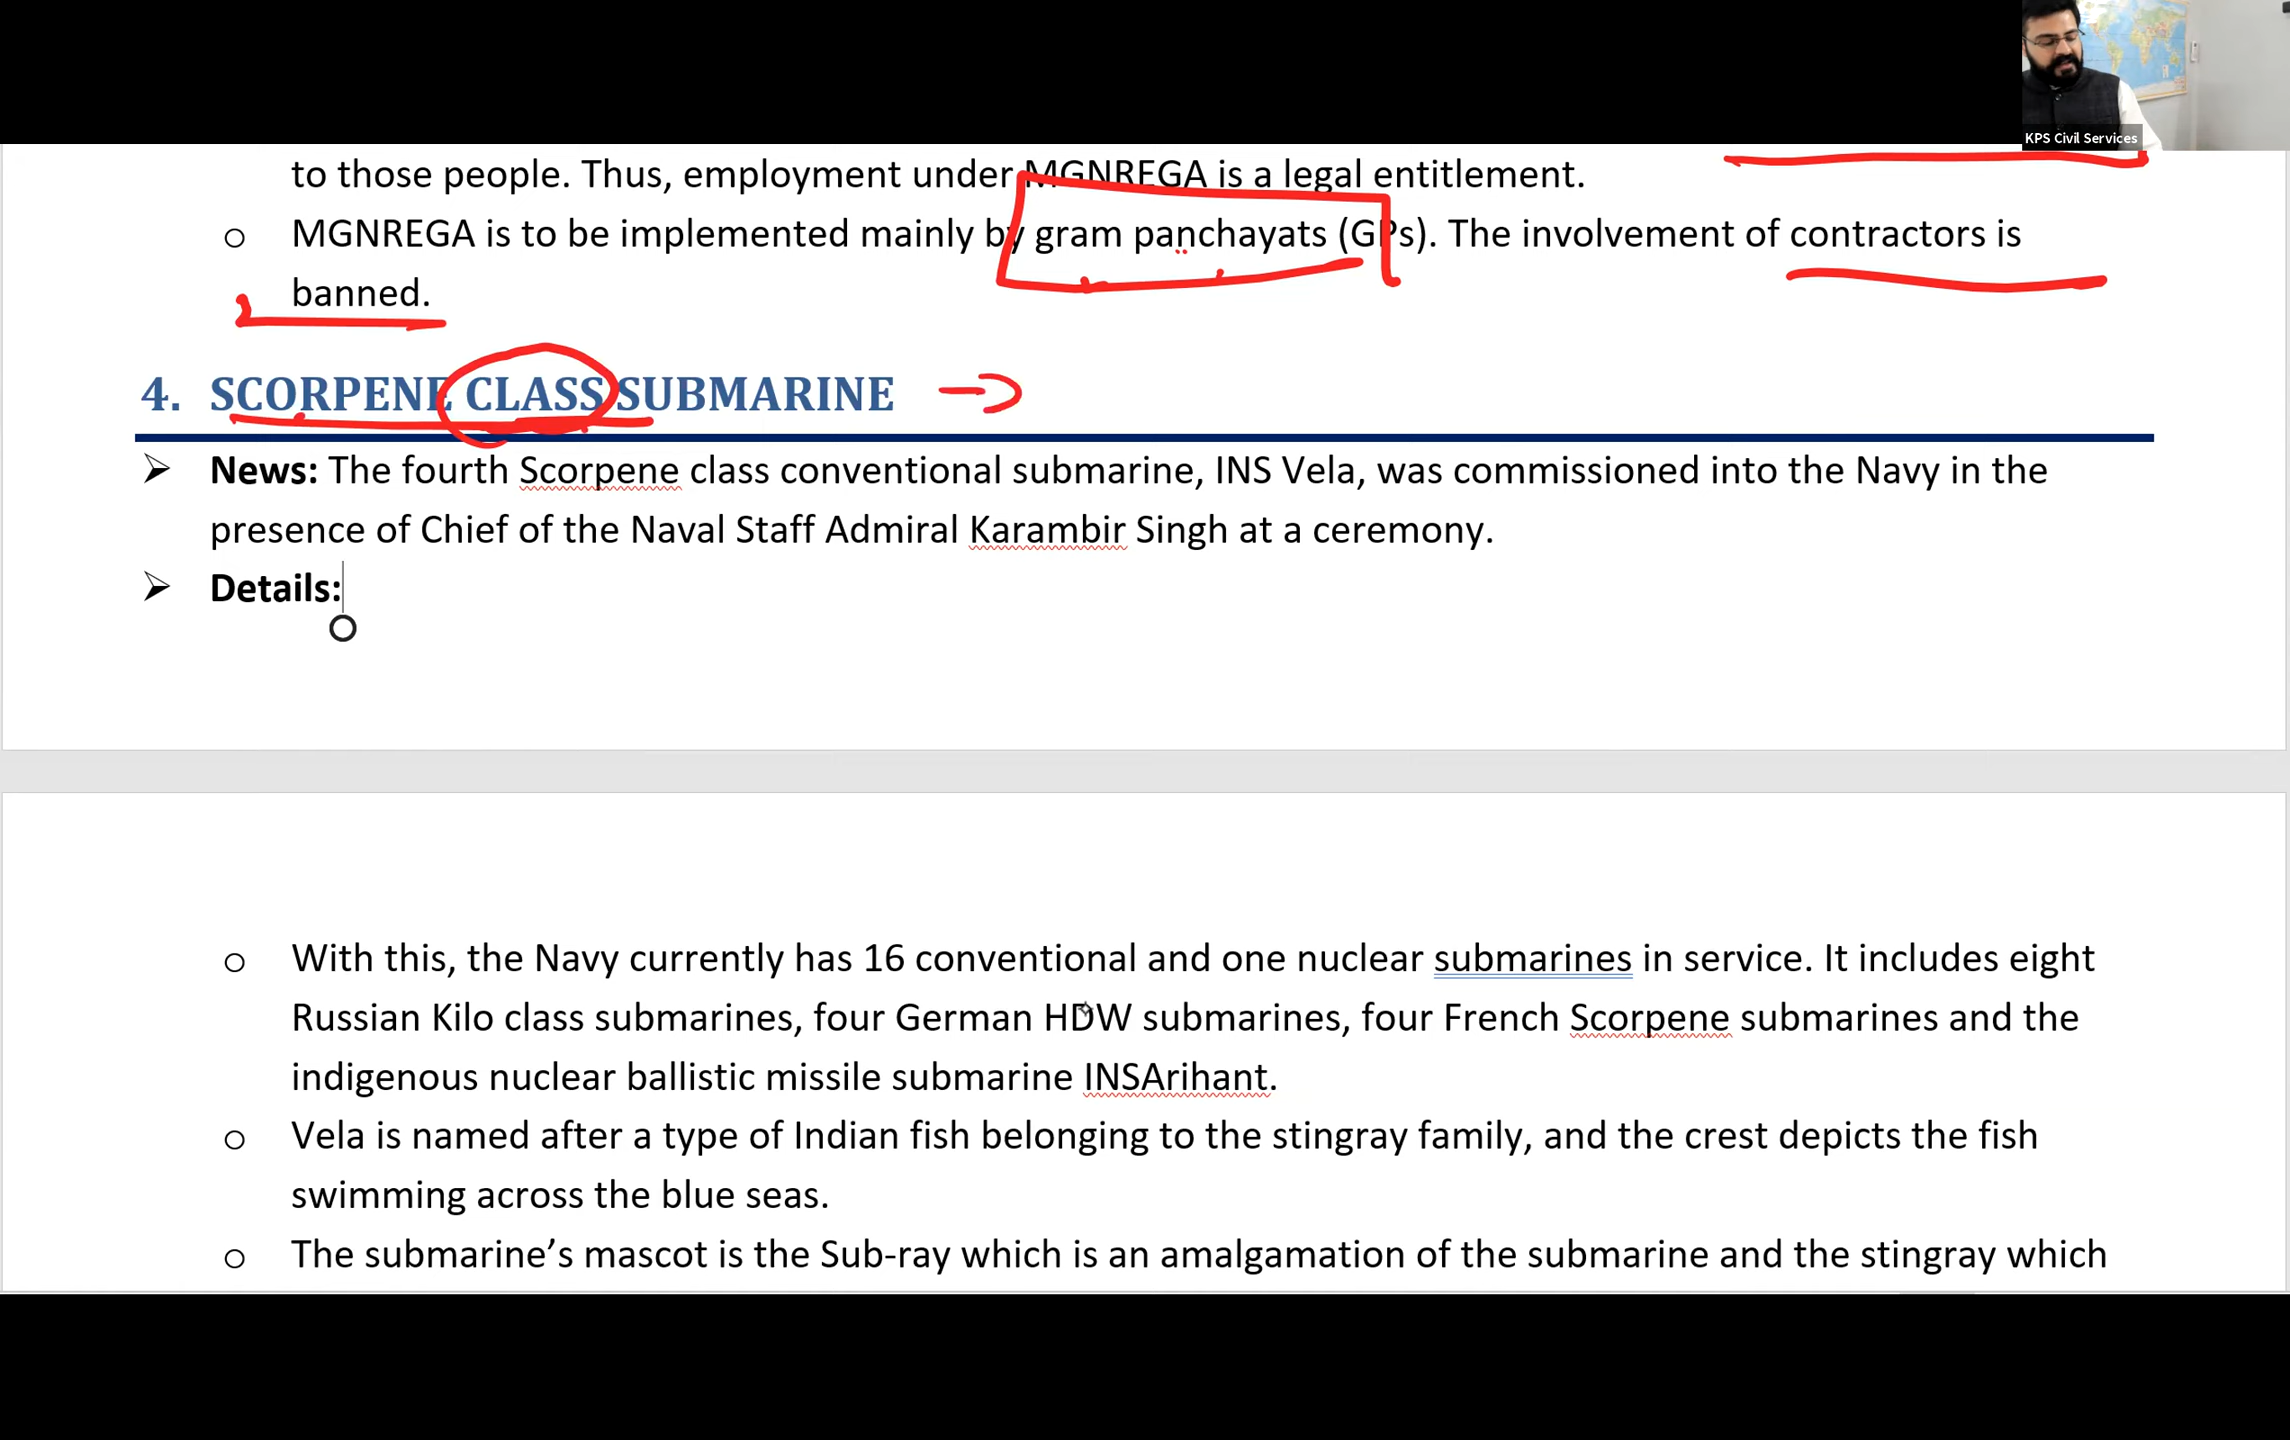 KPS Civil Services
to those people. Thus, employment under MGNREGA is a legal entitlement.
o MGNREGA is to be implemented mainly by gram panchayats (GPs). The involvement of contractors is
banned.
4. SCORPENE CLASS SUBMARINE
➢ News: The fourth Scorpene class conventional submarine, INS Vela, was commissioned into the Navy in the
presence of Chief of the Naval Staff Admiral Karambir Singh at a ceremony.
➢ Details:
o With this, the Navy currently has 16 conventional and one nuclear submarines in service. It includes eight
Russian Kilo class submarines, four German HDW submarines, four French Scorpene submarines and the
indigenous nuclear ballistic missile submarine INSArihant.
o Vela is named after a type of Indian fish belonging to the stingray family, and the crest depicts the fish
swimming across the blue seas.
o The submarine’s mascot is the Sub-ray which is an amalgamation of the submarine and the stingray which